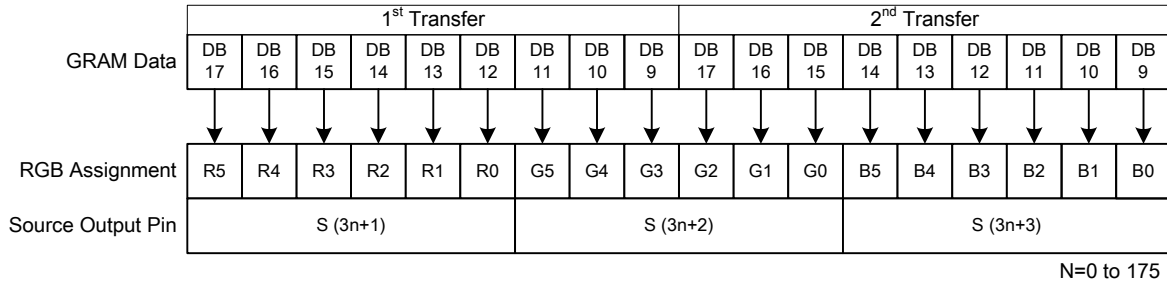 1st Transfer 2nd Transfer
GRAM Data DB 17 DB 16 DB 15 DB 14 DB 13 DB 12 DB 11 DB 10 DB 9 DB 17 DB 16 DB 15 DB 14 DB 13 DB 12 DB 11 DB 10 DB 9
RGB Assignment R5 R4 R3 R2 R1 R0 G5 G4 G3 G2 G1 G0 B5 B4 B3 B2 B1 B0
Source Output Pin S (3n+1) S (3n+2) S (3n+3)
N=0 to 175